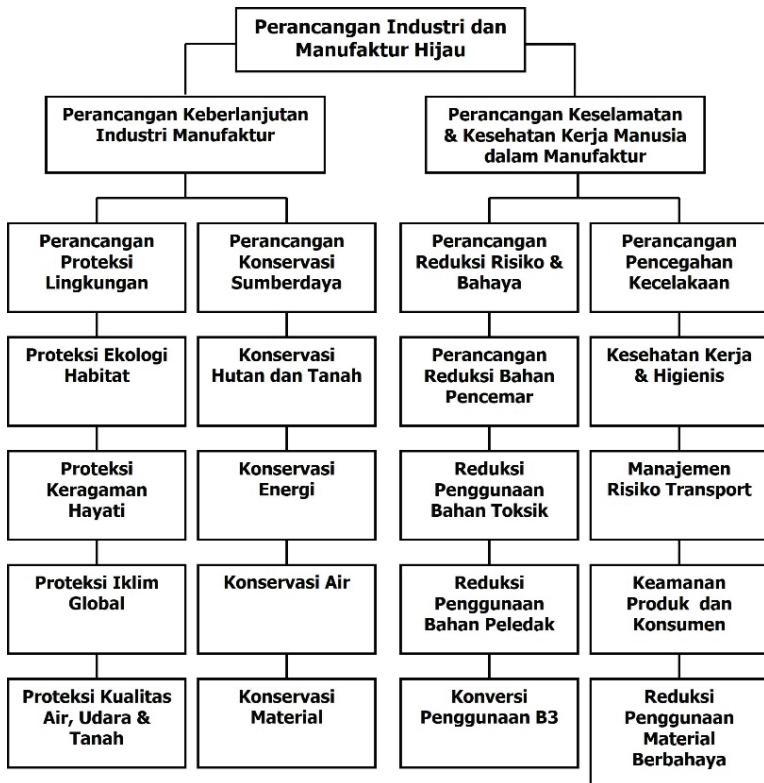 Perancangan Industri dan
Manufaktur Hijau
Perancangan Keberlanjutan
Industri Manufaktur
Perancangan Keselamatan
& Kesehatan Kerja Manusia
dalam Manufaktur
Perancangan
Proteksi
Lingkungan
Perancangan
Konservasi
Sumberdaya
Perancangan
Reduksi Risiko &
Bahaya
Perancangan
Pencegahan
Kecelakaan
Proteksi Ekologi
Habitat
Konservasi
Hutan dan Tanah
Perancangan
Reduksi Bahan
Pencemar
Kesehatan Kerja
& Higienis
Proteksi
Keragaman
Hayati
Konservasi
Energi
Reduksi
Penggunaan
Bahan Toksik
Manajemen
Risiko Transport
Proteksi Iklim
Global
Konservasi Air
Reduksi
Penggunaan
Bahan Peledak
Keamanan
Produk dan
Konsumen
Proteksi Kualitas
Air, Udara &
Tanah
Konservasi
Material
Konversi
Penggunaan B3
Reduksi
Penggunaan
Material
Berbahaya